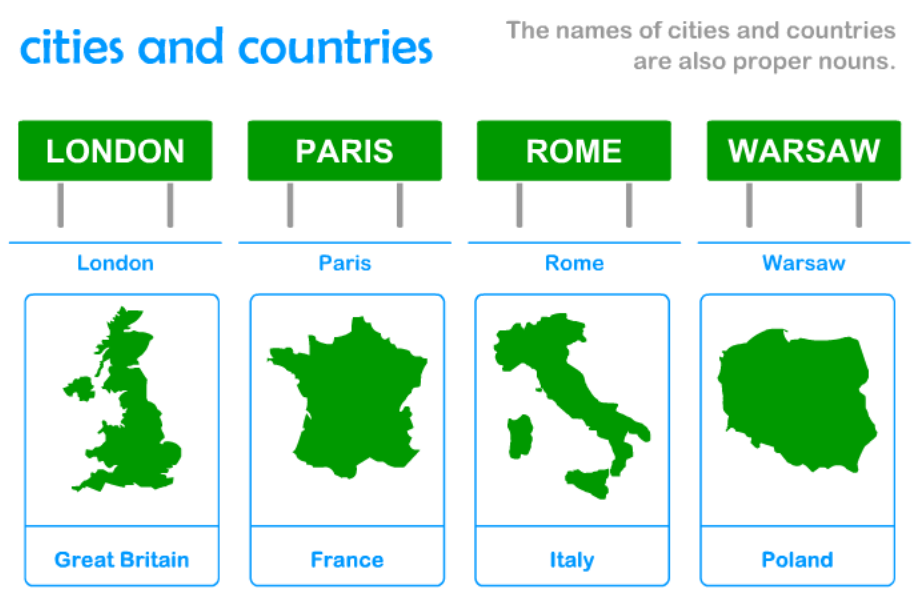 cities and countries
The names of cities and countries
are also proper nouns.
LONDON
PARIS
ROME
WARSAW
London
Paris
Rome
Warsaw
Great Britain
France
Italy
Poland